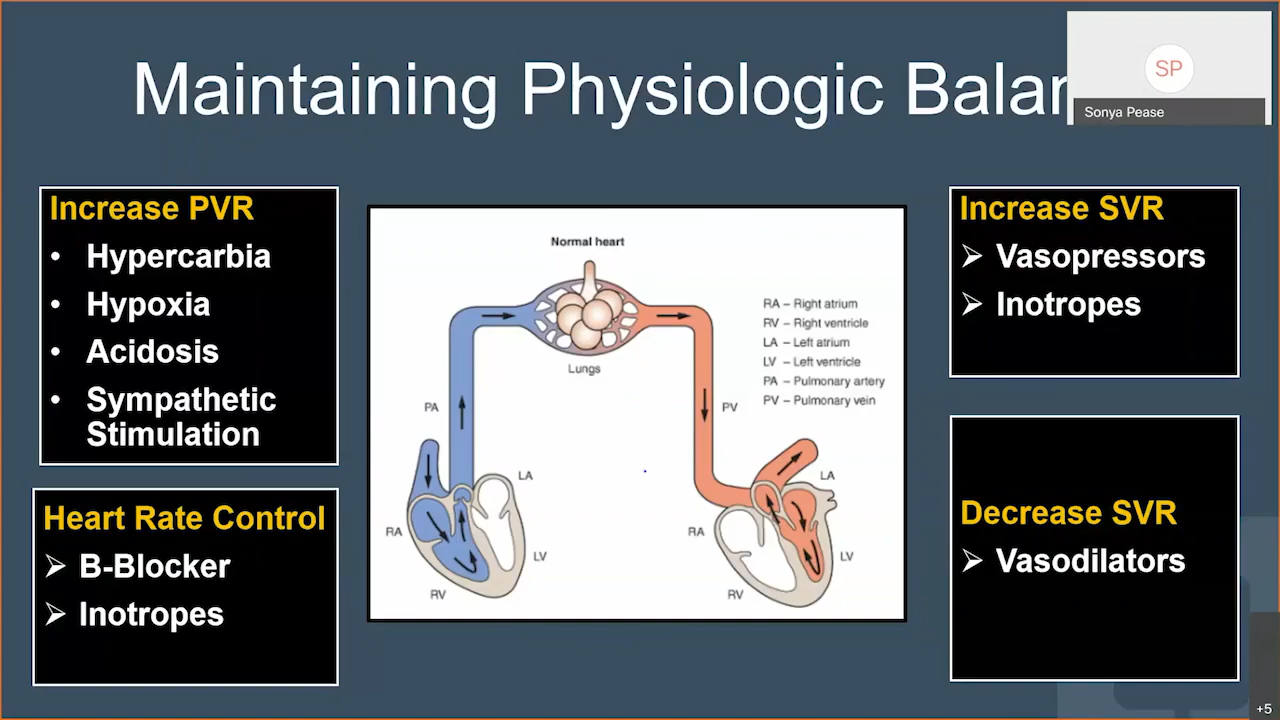 Maintaining Physiologic Balan
SP
Sonya Pease
Increase PVR
• Hypercarbia
• Hypoxia
• Acidosis
• Sympathetic
Stimulation
Heart Rate Control
➢ B-Blocker
➢ Inotropes
Normal heart
Lungs
RA – Right atrium
RV – Right ventricle
LA – Left atrium
LV – Left ventricle
PA – Pulmonary artery
PV – Pulmonary vein
PA
PV
LA
RA
LV
RV
LA
RA
LV
RV
Increase SVR
➢ Vasopressors
➢ Inotropes
Decrease SVR
➢ Vasodilators
+5